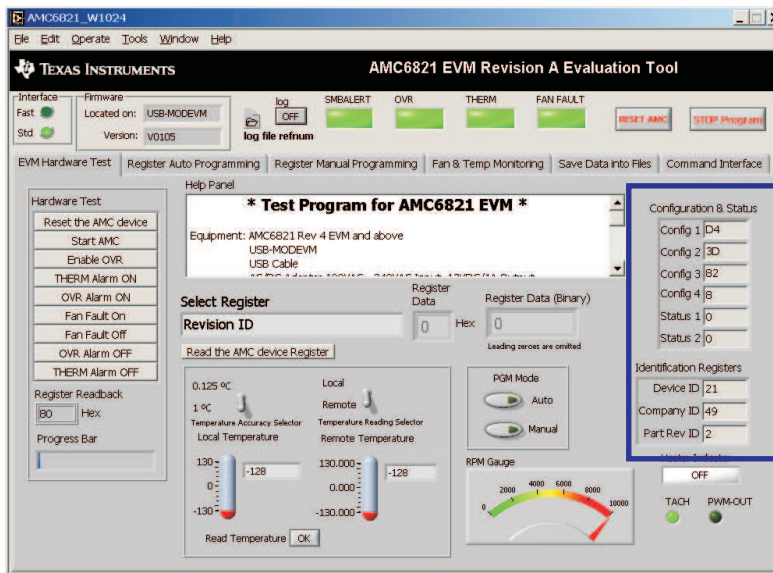 AMC6821_W1024
File Edit Operate Tools Window Help
TEXAS INSTRUMENTS
AMC6821 EVM Revision A Evaluation Tool
Interface
Fast
Std
Firmware
Located on: USB-MODEVM
Version: V0105
log
OFF
log file refnum
SMBALERT
OVR
THERM
FAN FAULT
RESET AMC
STOP Program
EVM Hardware Test
Register Auto Programming
Register Manual Programming
Fan & Temp Monitoring
Save Data into Files
Command Interface
Hardware Test
Reset the AMC device
Start AMC
Enable OVR
THERM Alarm ON
OVR Alarm ON
Fan Fault On
Fan Fault Off
OVR Alarm OFF
THERM Alarm OFF
Register Readback
80 Hex
Progress Bar
Help Panel
* Test Program for AMC6821 EVM *
Equipment: AMC6821 Rev 4 EVM and above
USB-MODEVM
USB Cable
Select Register
Revision ID
Read the AMC device Register
Register
Data
0 Hex
Register Data (Binary)
0
Leading zeroes are omitted
0.125 ºC
1 ºC
Temperature Accuracy Selector
Local
Remote
Temperature Reading Selector
Local Temperature
130
0
-130
-128
Remote Temperature
130.000
0.000
-130.000
-128
Read Temperature OK
PGM Mode
Auto
Manual
RPM Gauge
0
2000
4000
6000
8000
10000
Configuration & Status
Config 1 D4
Config 2 3D
Config 3 82
Config 4 8
Status 1 0
Status 2 0
Identification Registers
Device ID 21
Company ID 49
Part Rev ID 2
OFF
TACH
PWM-OUT